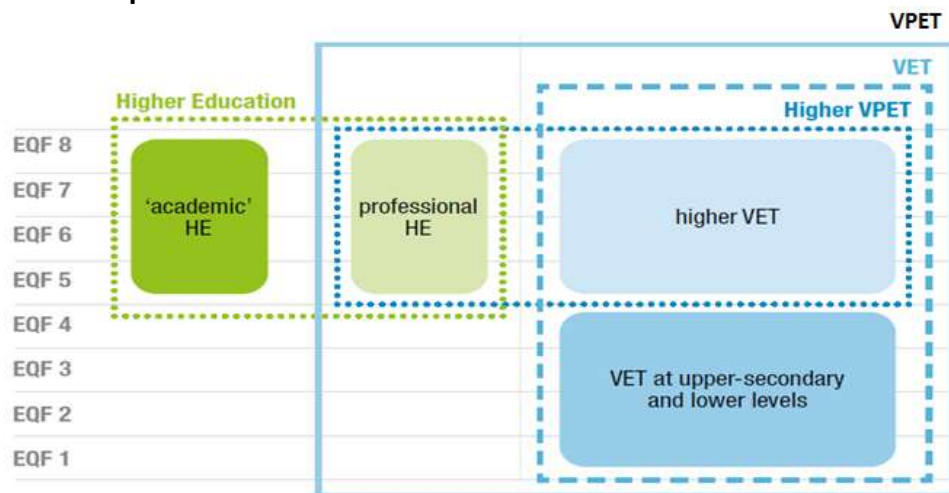 VPET
VET
Higher Education
Higher VPET
EQF 8
EQF 7
EQF 6
EQF 5
EQF 4
EQF 3
EQF 2
EQF 1
‘academic’
HE
professional
HE
higher VET
VET at upper-secondary
and lower levels